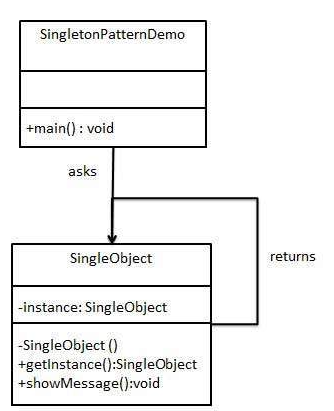 SingletonPatternDemo
+main() : void
asks
returns
SingleObject
-instance: SingleObject
-SingleObject ()
+getInstance():SingleObject
+showMessage():void